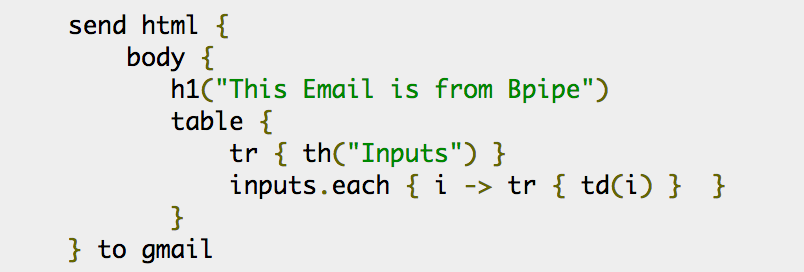 send html {
    body {
       h1("This Email is from Bpipe")
       table {
           tr { th("Inputs") }
           inputs.each { i -> tr { td(i) }  }
       }
} to gmail